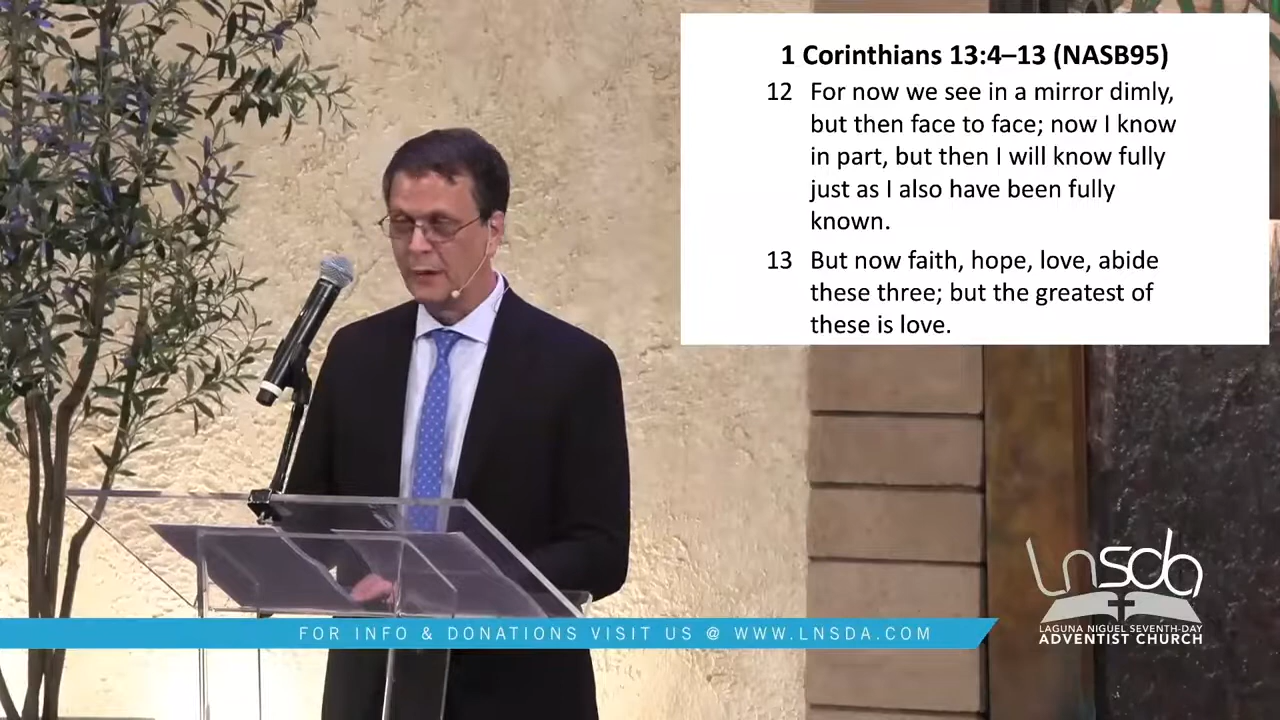 1 Corinthians 13:4–13 (NASB95)
12 For now we see in a mirror dimly,
but then face to face; now I know
in part, but then I will know fully
just as I also have been fully
known.
13 But now faith, hope, love, abide
these three; but the greatest of
these is love.
lnsda
LAGUNA NIGUEL SEVENTH-DAY
ADVENTIST CHURCH
FOR INFO & DONATIONS VISIT US @ WWW.LNSDA.COM